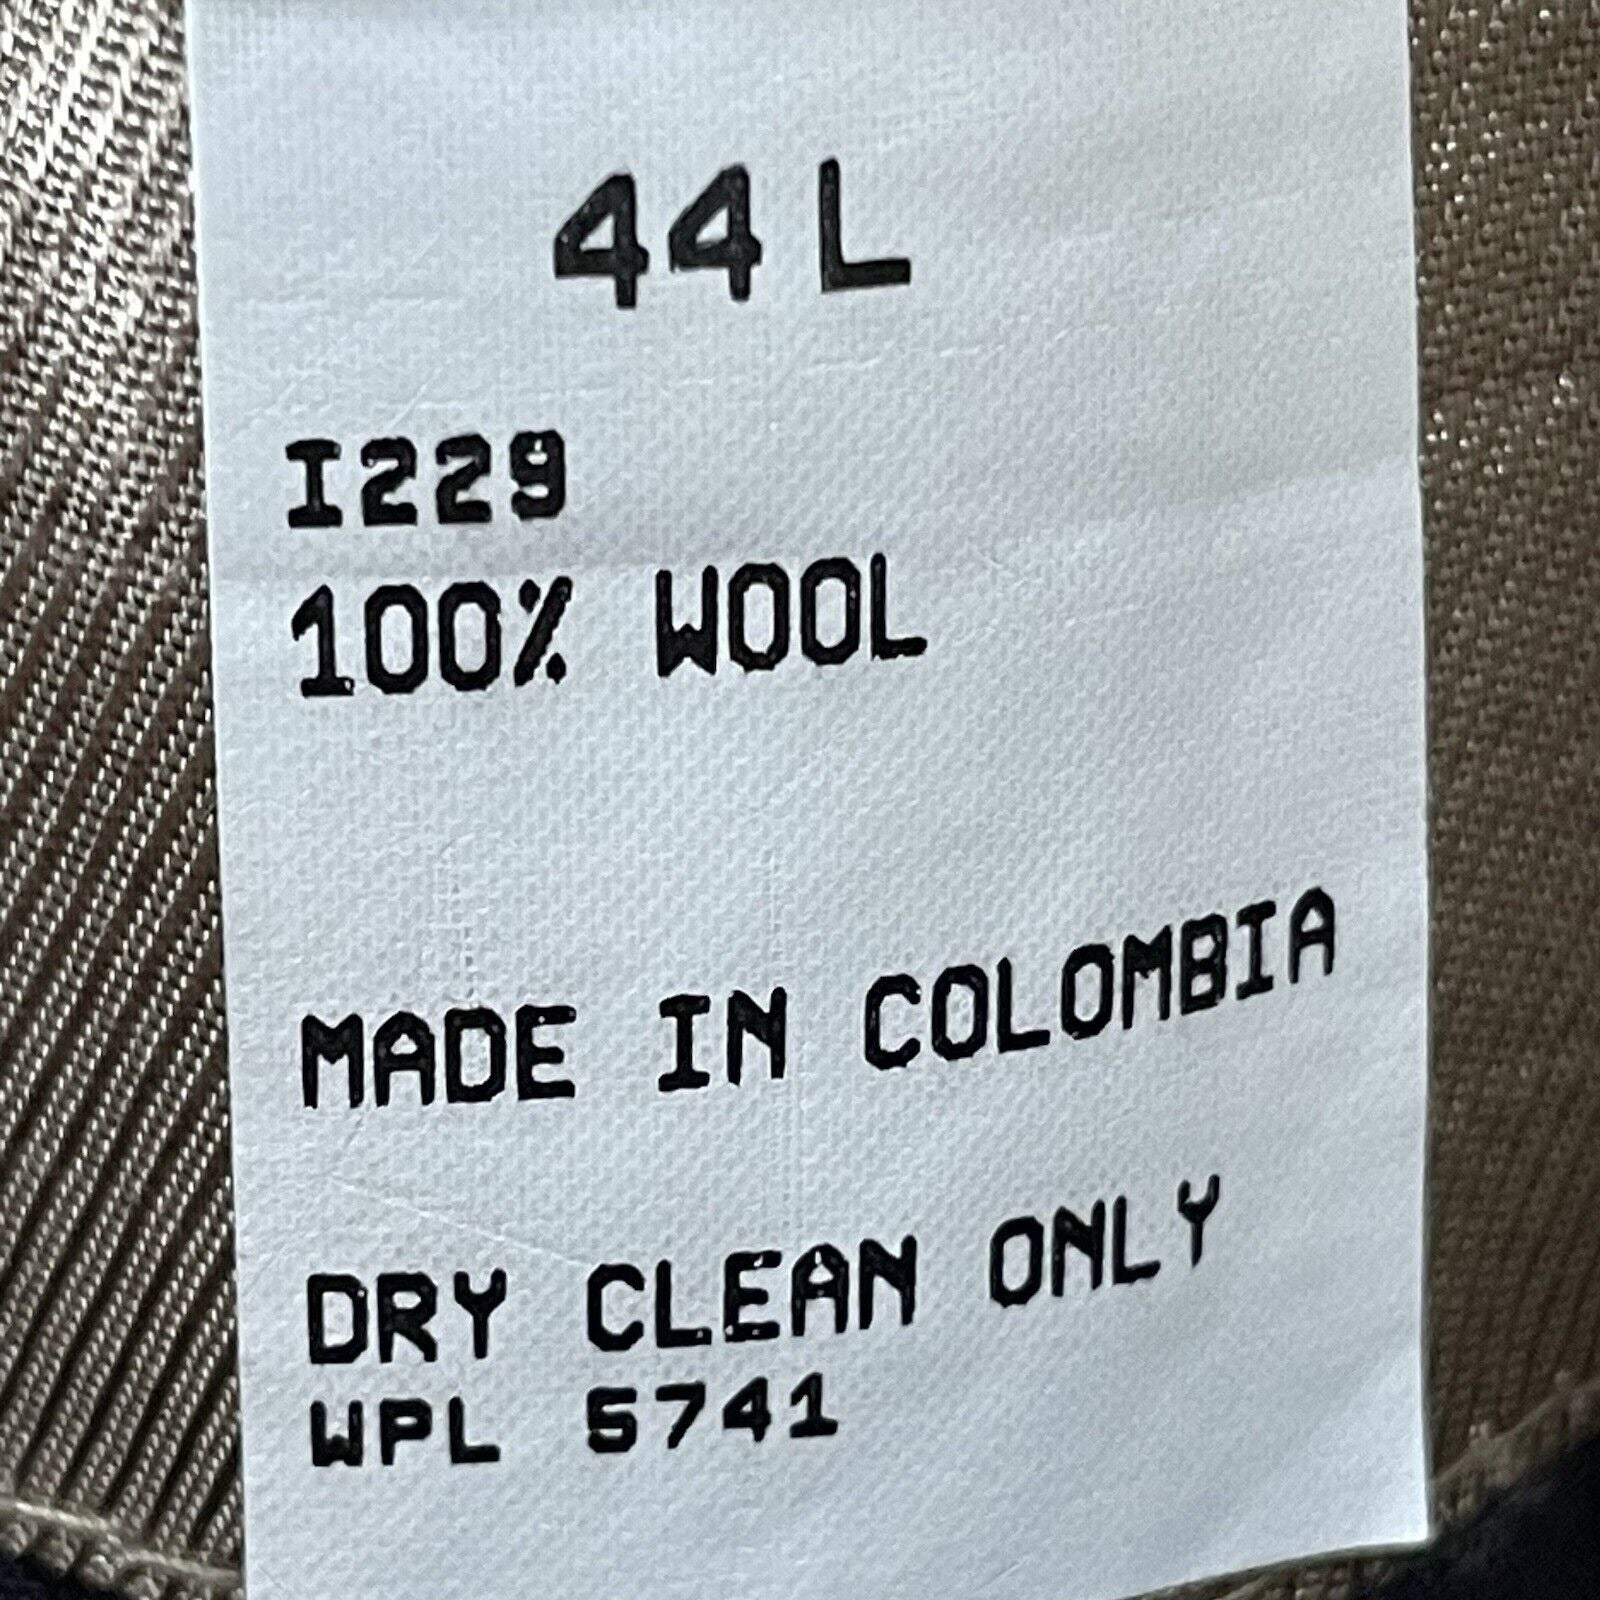 44 L
I229
100% WOOL
MADE IN COLOMBIA
DRY CLEAN ONLY
WPL 5741